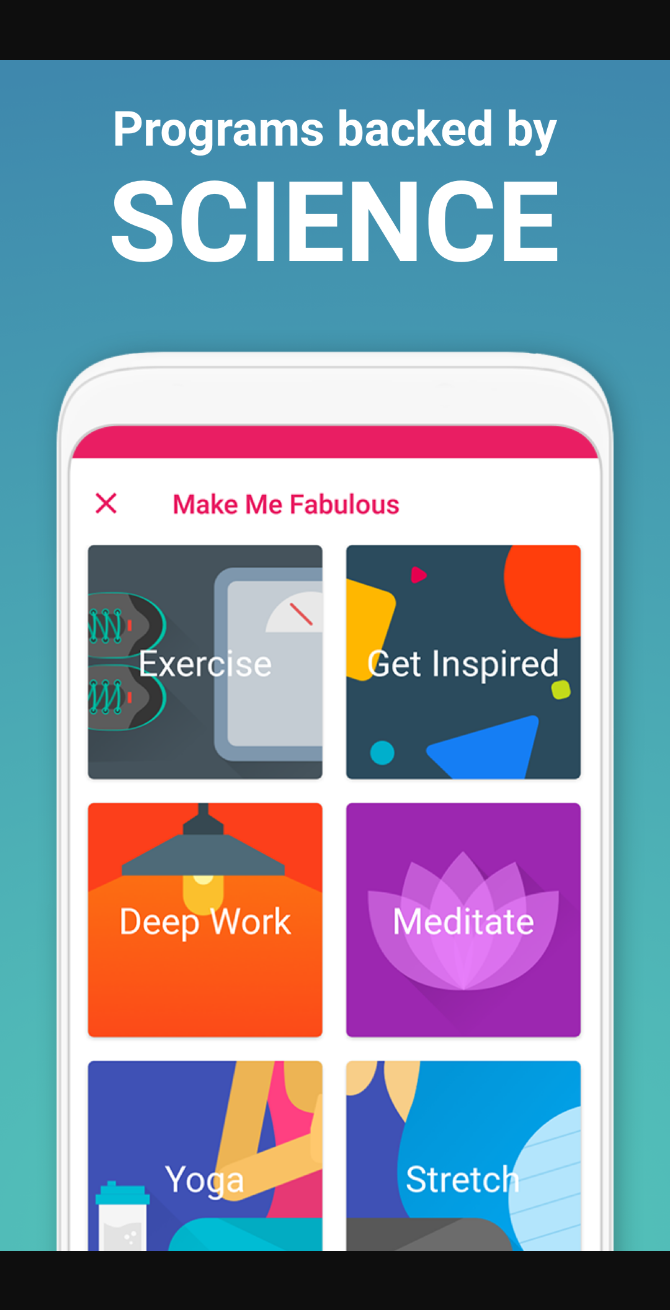 Programs backed by
SCIENCE
Make Me Fabulous
Exercise
Get Inspired
Deep Work
Meditate
Yoga
Stretch